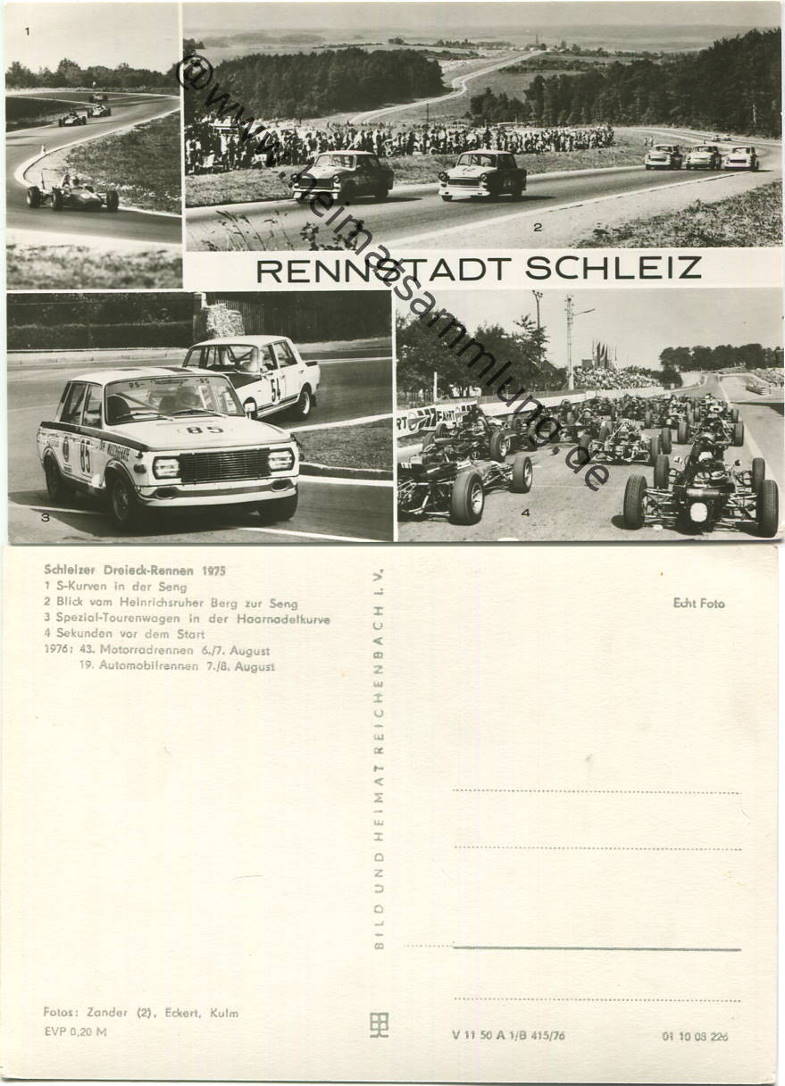 1
2
RENNSTADT SCHLEIZ
85
85
85
54
3
4
@www.heimatsammlung.de
Schleizer Dreieck-Rennen 1975
1 S-Kurven in der Seng
2 Blick vom Heinrichsruher Berg zur Seng
3 Spezial-Tourenwagen in der Haarnadelkurve
4 Sekunden vor dem Start
1976: 43. Motorradrennen 6./7. August
19. Automobilrennen 7./8. August
BILD UND HEIMAT REICHENBACH I. V.
Echt Foto
Fotos: Zander (2), Eckert, Kulm
EVP 0,20 M
V 11 50 A 1/B 415/76
01 10 08 226